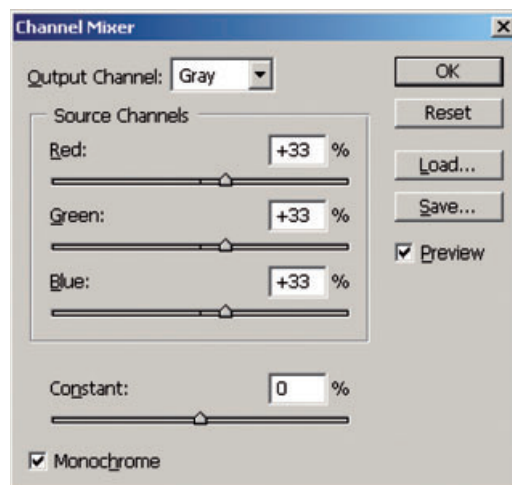 Channel Mixer
Output Channel: Gray
OK
Source Channels
Reset
Red: +33 %
Load...
Green: +33 %
Save...
Preview
Blue: +33 %
Constant: 0 %
Monochrome